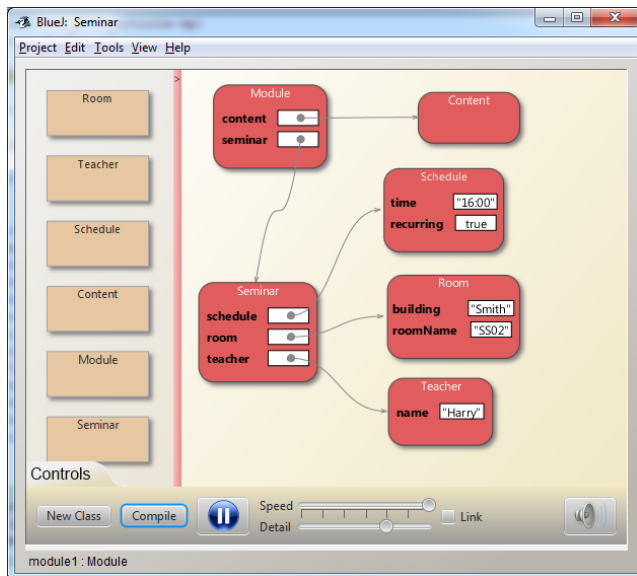 BlueJ: Seminar
Project Edit Tools View Help
>
Room
Teacher
Schedule
Content
Module
Seminar
Module
content
seminar
Content
Schedule
time "16:00"
recurring true
Seminar
schedule
room
teacher
Room
building "Smith"
roomName "SS02"
Teacher
name "Harry"
Controls
New Class
Compile
Speed
Detail
Link
module1 : Module